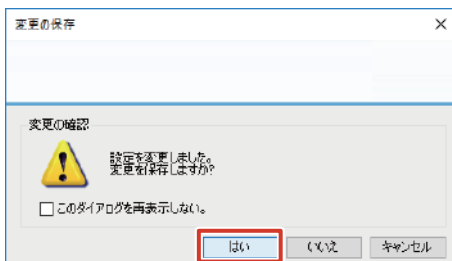 変更の保存
変更の確認
設定を変更しました。
変更を保存しますか?
このダイアログを再表示しない。
はい
いいえ
キャンセル